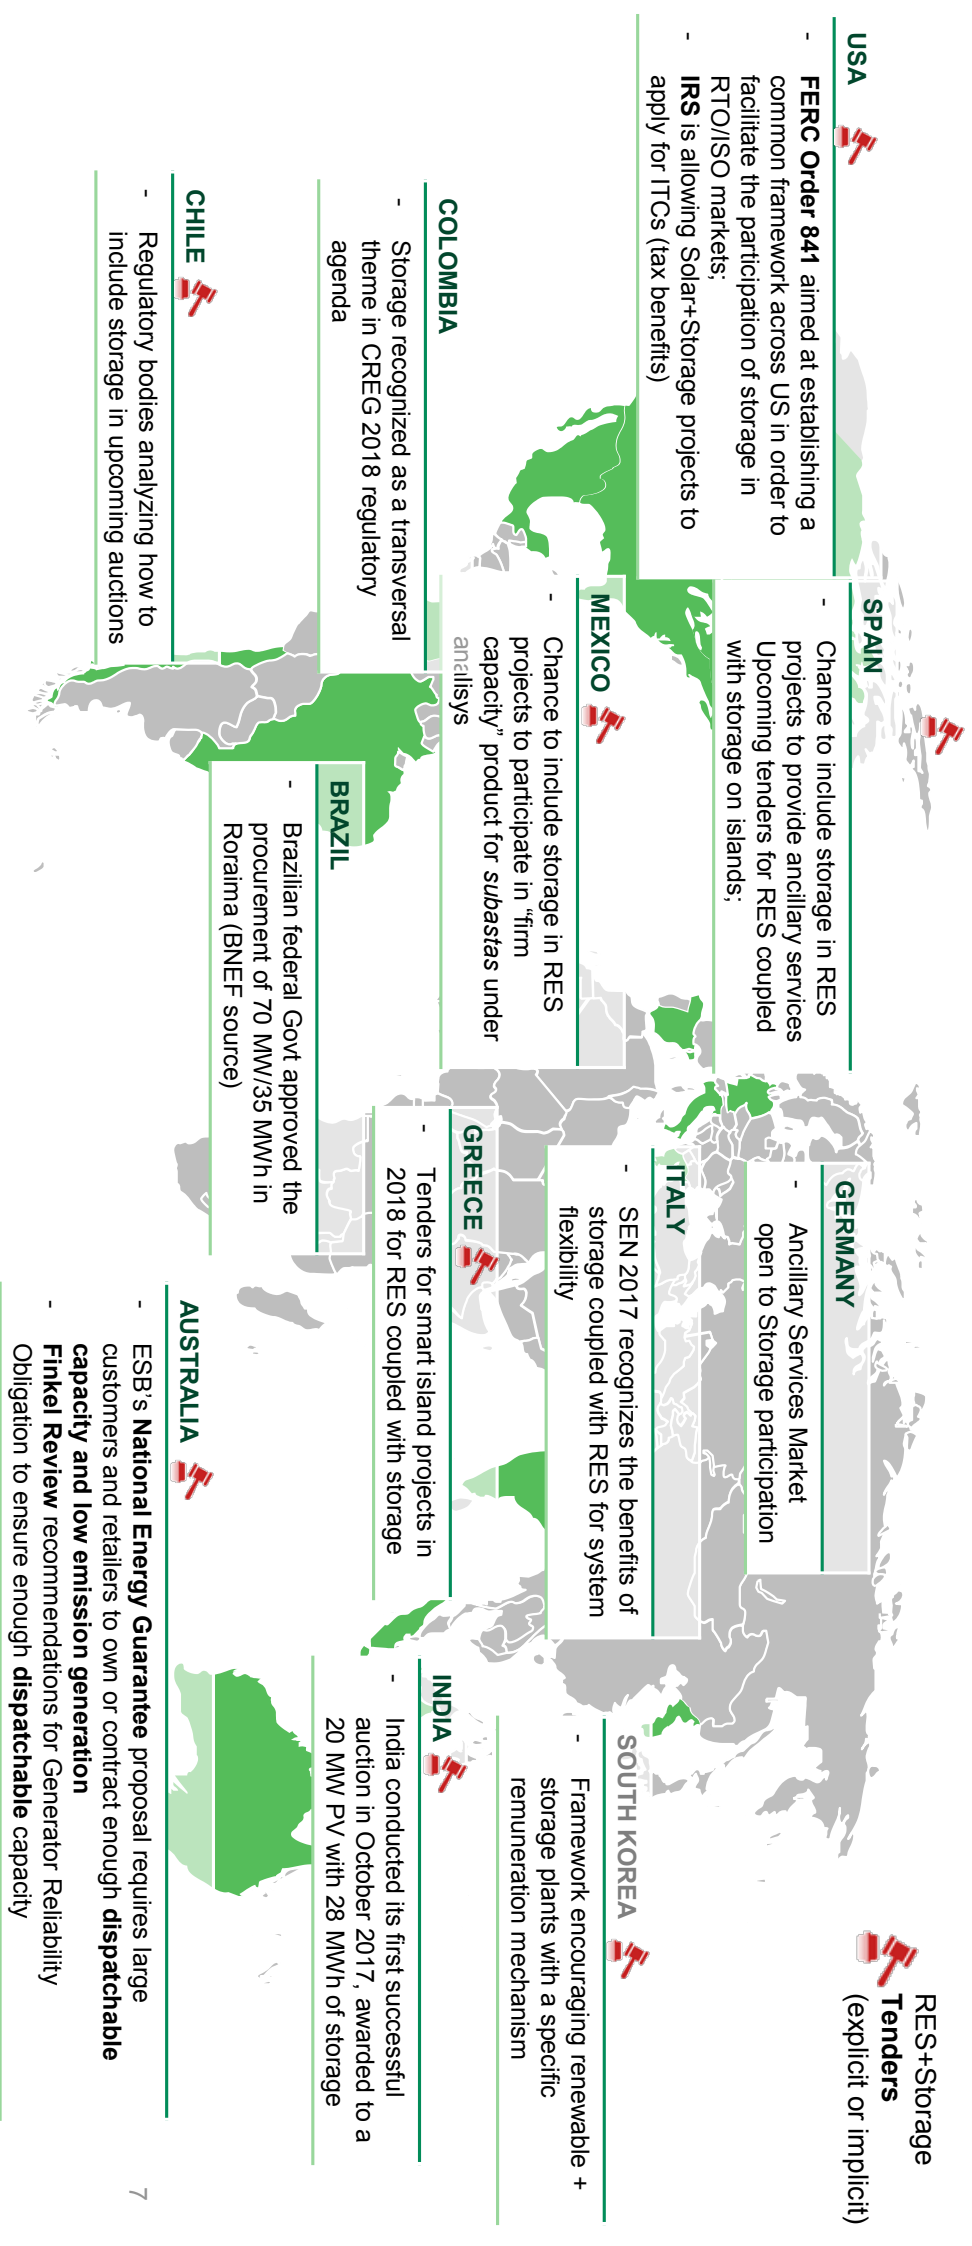 RES+Storage
Tenders
(explicit or implicit)
USA
- FERC Order 841 aimed at establishing a
common framework across US in order to
facilitate the participation of storage in
RTO/ISO markets;
- IRS is allowing Solar+Storage projects to
apply for ITCs (tax benefits)
SPAIN
- Chance to include storage in RES
projects to provide ancillary services
Upcoming tenders for RES coupled
with storage on islands;
GERMANY
- Ancillary Services Market
open to Storage participation
MEXICO
- Chance to include storage in RES
projects to participate in “firm
capacity” product for subastas under
analisys
ITALY
- SEN 2017 recognizes the benefits of
storage coupled with RES for system
flexibility
SOUTH KOREA
- Framework encouraging renewable +
storage plants with a specific
remuneration mechanism
COLOMBIA
- Storage recognized as a transversal
theme in CREG 2018 regulatory
agenda
GREECE
- Tenders for smart island projects in
2018 for RES coupled with storage
INDIA
- India conducted its first successful
auction in October 2017, awarded to a
20 MW PV with 28 MWh of storage
BRAZIL
- Brazilian federal Govt approved the
procurement of 70 MW/35 MWh in
Roraima (BNEF source)
CHILE
- Regulatory bodies analyzing how to
include storage in upcoming auctions
AUSTRALIA
- ESB’s National Energy Guarantee proposal requires large
customers and retailers to own or contract enough dispatchable
capacity and low emission generation
- Finkel Review recommendations for Generator Reliability
Obligation to ensure enough dispatchable capacity
7